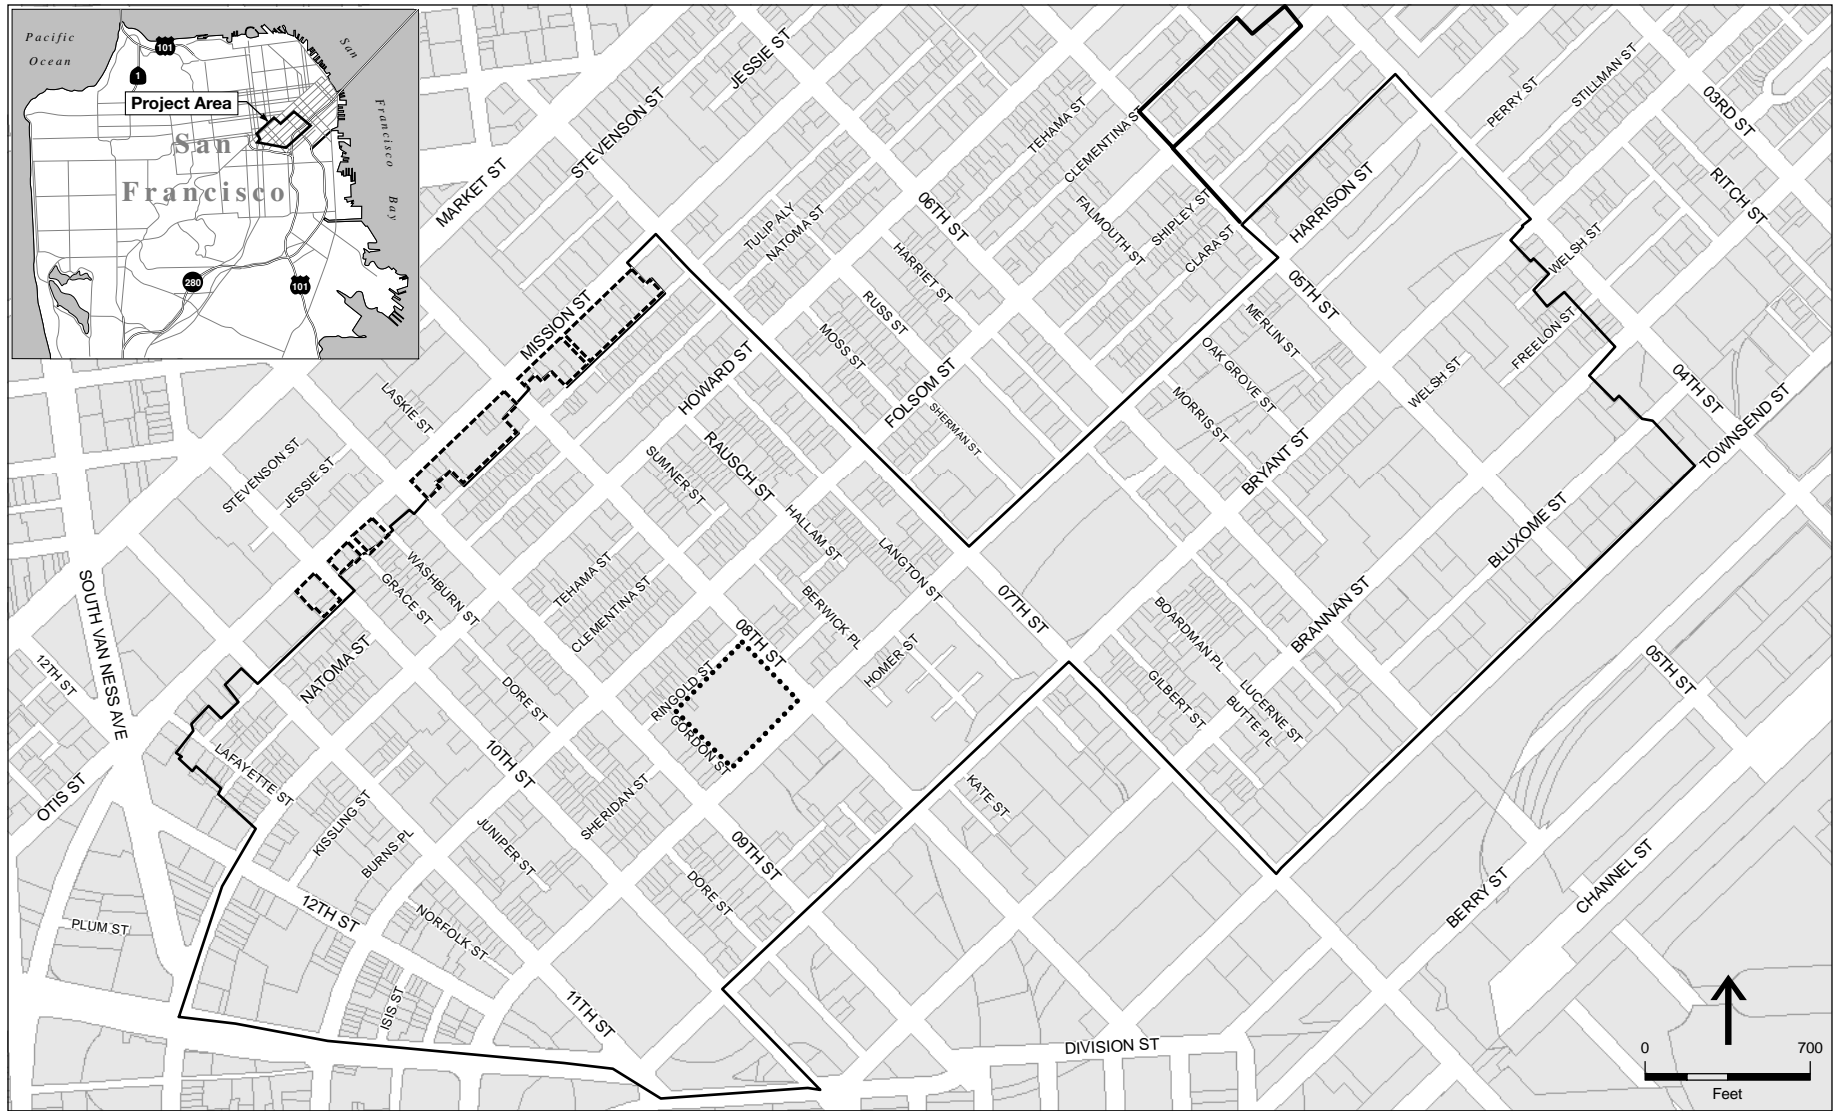 Pacific
Ocean
101
1
San
Francisco
Bay
Project Area
San
Francisco
280
101
JESSIE ST
STEVENSON ST
MARKET ST
TEHAMA ST
CLEMENTINA ST
PERRY ST
STILLMAN ST
03RD ST
RITCH ST
TULIP ALY
NATOMA ST
06TH ST
FALMOUTH ST
SHIPLEY ST
CLARA ST
HARRISON ST
WELSH ST
HARRIET ST
RUSS ST
MOSS ST
05TH ST
MERLIN ST
OAK GROVE ST
MORRIS ST
WELSH ST
FREELON ST
04TH ST
TOWNSEND ST
MISSION ST
HOWARD ST
FOLSOM ST
SHERMAN ST
BRYANT ST
LASKIE ST
STEVENSON ST
JESSIE ST
RAUSCH ST
SUMNER ST
HALLAM ST
LANGTON ST
BLUXOME ST
WASHBURN ST
GRACE ST
TEHAMA ST
CLEMENTINA ST
BERWICK PL
07TH ST
BRANNAN ST
BOARDMAN PL
SOUTH VAN NESS AVE
12TH ST
NATOMA ST
08TH ST
RINGOLD ST
GORDON ST
HOMER ST
GILBERT ST
LUCERNE ST
BUTTE PL
05TH ST
DORE ST
10TH ST
OTIS ST
LAFAYETTE ST
KISSLING ST
BURNS PL
SHERIDAN ST
JUNIPER ST
KATE ST
09TH ST
DORE ST
12TH ST
NORFOLK ST
PLUM ST
ISIS ST
11TH ST
BERRY ST
CHANNEL ST
DIVISION ST
0
700
Feet